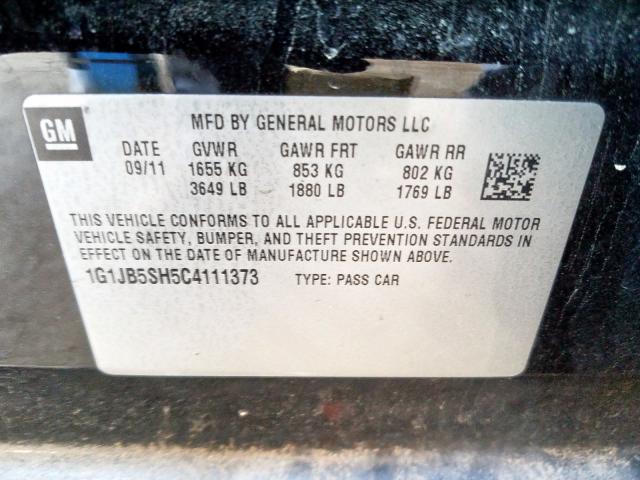 GM
MFD BY GENERAL MOTORS LLC
DATE GVWR GAWR FRT GAWR RR
09/11 1655 KG 853 KG 802 KG
3649 LB 1880 LB 1769 LB
THIS VEHICLE CONFORMS TO ALL APPLICABLE U.S. FEDERAL MOTOR
VEHICLE SAFETY, BUMPER, AND THEFT PREVENTION STANDARDS IN
EFFECT ON THE DATE OF MANUFACTURE SHOWN ABOVE.
1G1JB5SH5C4111373 TYPE: PASS CAR